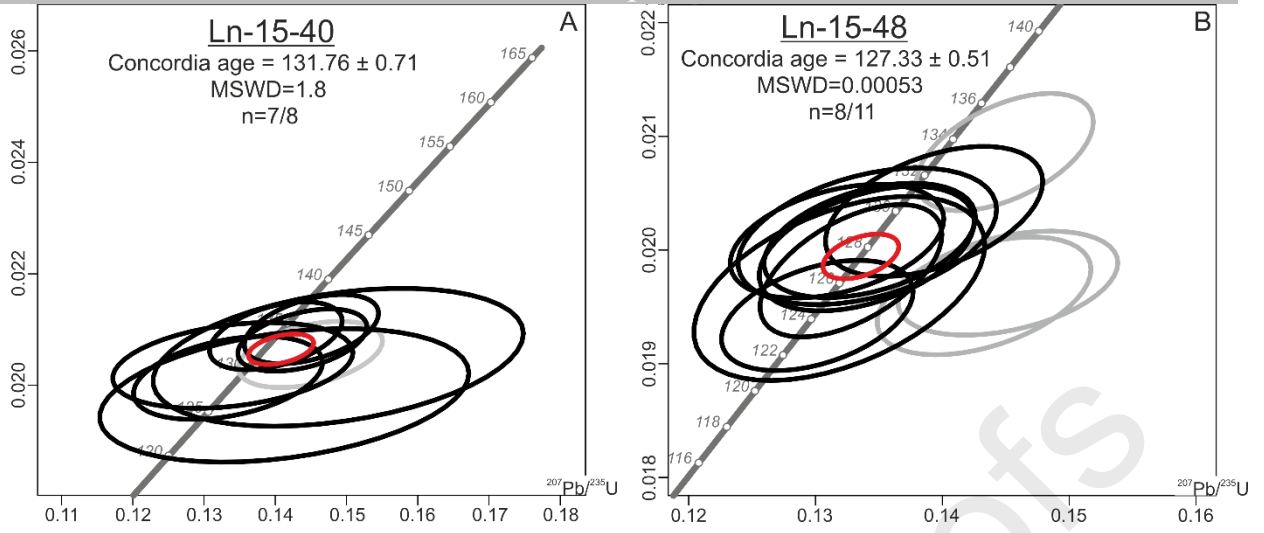 A
Ln-15-40
Concordia age = 131.76 ± 0.71
MSWD=1.8
n=7/8
0.026
0.024
0.022
0.020
165
160
155
150
145
140
130
125
120
207Pb/235U
0.11 0.12 0.13 0.14 0.15 0.16 0.17 0.18
B
Ln-15-48
Concordia age = 127.33 ± 0.51
MSWD=0.00053
n=8/11
0.022
0.021
0.020
0.019
0.018
140
136
134
132
130
128
126
124
122
120
118
116
207Pb/235U
0.12 0.13 0.14 0.15 0.16
ofs